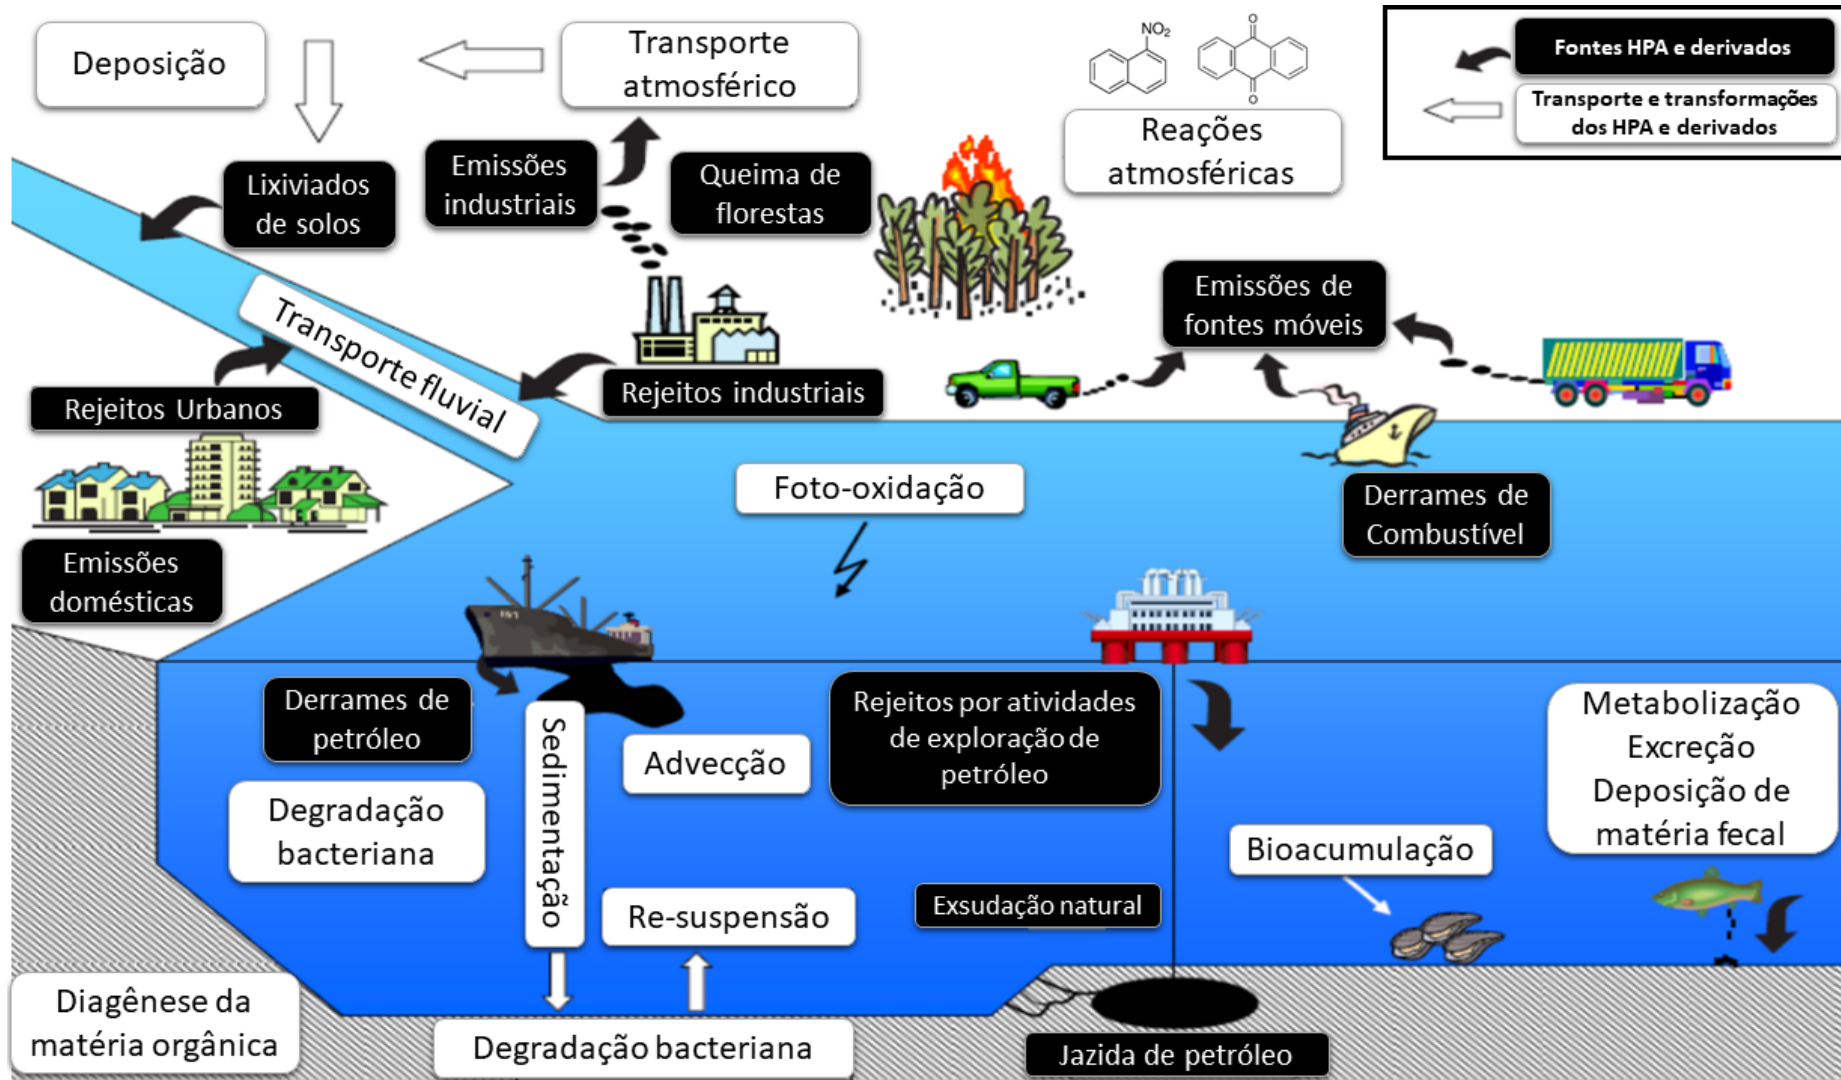 Deposição
Transporte
atmosférico
NO₂
O
O
Reações
atmosféricas
Fontes HPA e derivados
Transporte e transformações
dos HPA e derivados
Lixiviados
de solos
Emissões
industriais
Queima de
florestas
Emissões de
fontes móveis
Transporte fluvial
Rejeitos industriais
Rejeitos Urbanos
Foto-oxidação
Derrames de
Combustível
Emissões
domésticas
Derrames de
petróleo
Sedimentação
Advecção
Rejeitos por atividades
de exploração de
petróleo
Metabolização
Excreção
Deposição de
matéria fecal
Degradação
bacteriana
Bioacumulação
Re-suspensão
Exsudação natural
Diagênese da
matéria orgânica
Degradação bacteriana
Jazida de petróleo